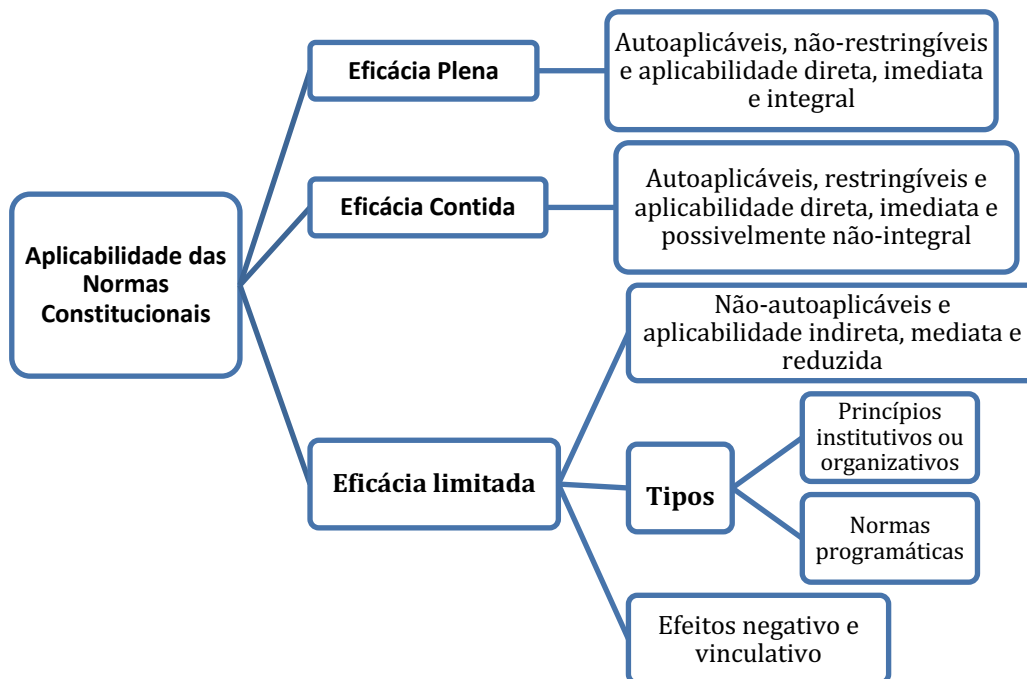 Aplicabilidade das
Normas
Constitucionais
Eficácia Plena
Autoaplicáveis, não-restringíveis
e aplicabilidade direta, imediata
e integral
Eficácia Contida
Autoaplicáveis, restringíveis e
aplicabilidade direta, imediata e
possivelmente não-integral
Eficácia limitada
Não-autoaplicáveis e
aplicabilidade indireta, mediata e
reduzida
Tipos
Princípios
institutivos ou
organizativos
Normas
programáticas
Efeitos negativo e
vinculativo